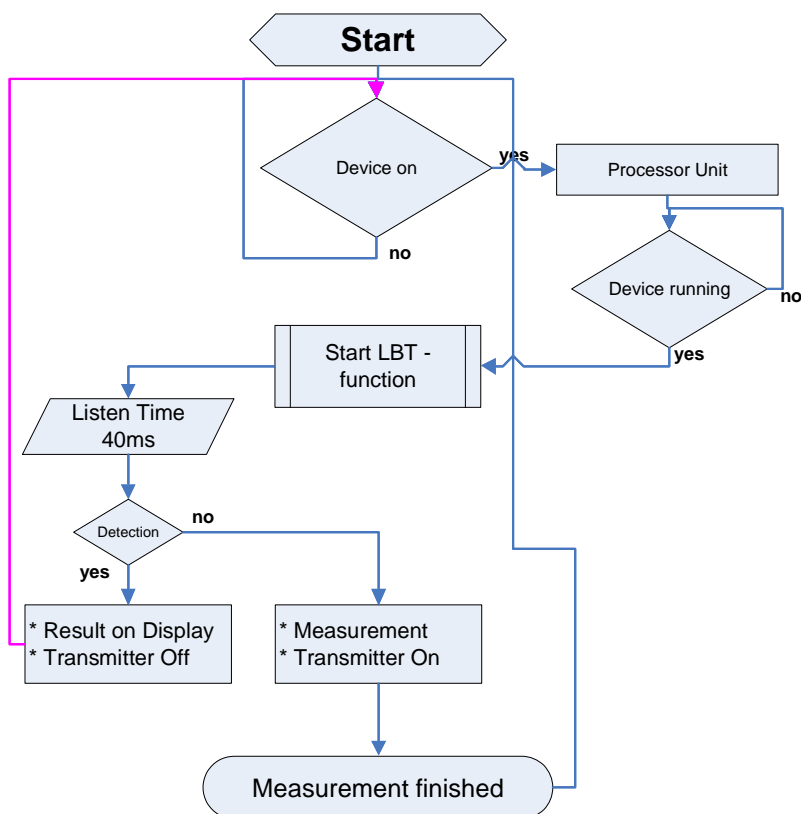 Start
Device on
yes
no
Processor Unit
Device running
no
yes
Start LBT -
function
Listen Time
40ms
Detection
no
yes
* Result on Display
* Transmitter Off
* Measurement
* Transmitter On
Measurement finished